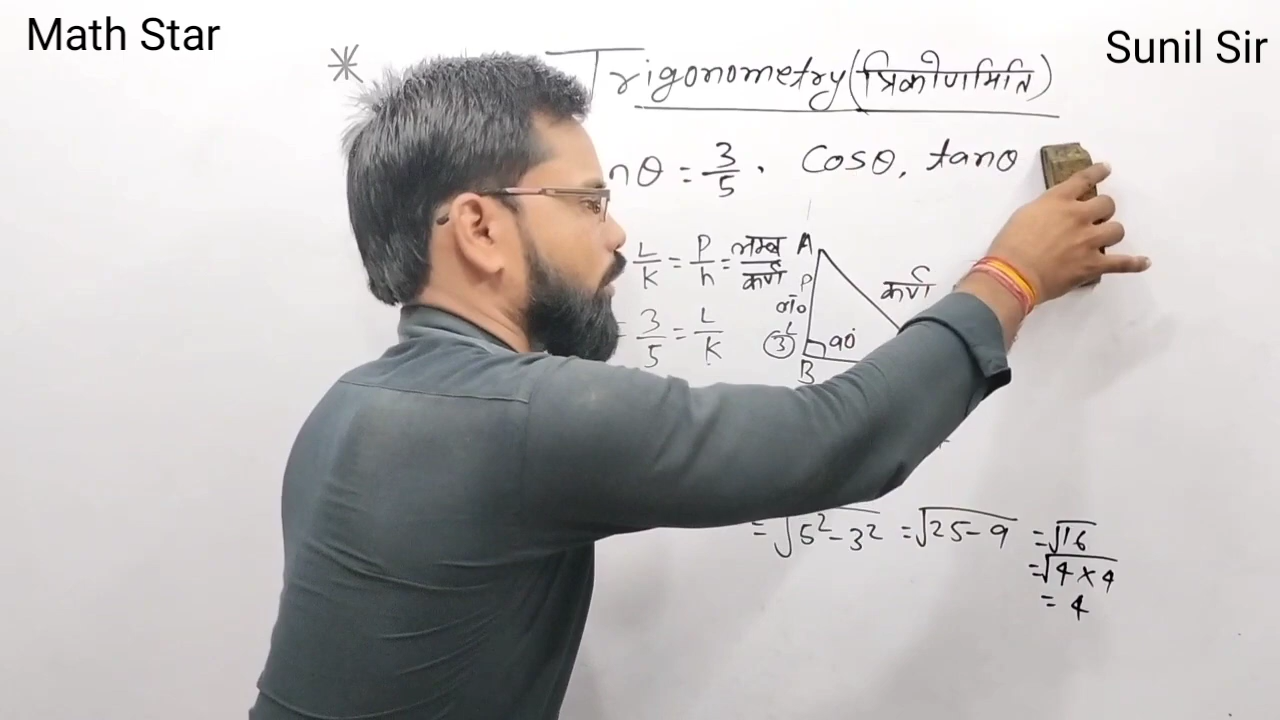 Math Star
Sunil Sir
* Trigonometry (त्रिकोणमिति)
nθ = 3/5 . Cosθ, tanθ
L/K = P/h = लम्ब/कर्ण
= 3/5 = L/K
A
P
कर्ण
L
3
90
B
= √5²-3² = √25-9 = √16
= √4×4
= 4